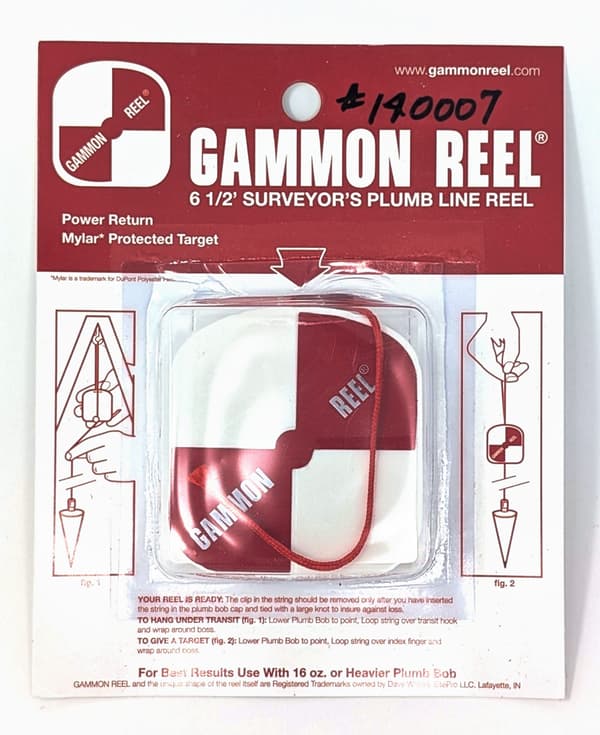 www.gammonreel.com
#140007
GAMMON REEL®
GAMMON REEL®
6 1/2' SURVEYOR'S PLUMB LINE REEL
Power Return
Mylar* Protected Target
*Mylar is a trademark for DuPont Polyester
REEL®
GAMMON
fig. 1
fig. 2
YOUR REEL IS READY: The clip in the string should be removed only after you have inserted
the string in the plumb bob cap and tied with a large knot to insure against loss.
TO HANG UNDER TRANSIT (fig. 1): Lower Plumb Bob to point, Loop string over transit hook
and wrap around boss.
TO GIVE A TARGET (fig. 2): Lower Plumb Bob to point, Loop string over index finger and
wrap around boss.
For Best Results Use With 16 oz. or Heavier Plumb Bob
GAMMON REEL and the unique shape of the reel itself are Registered Trademarks owned by Dave LLC. Lafayette, IN